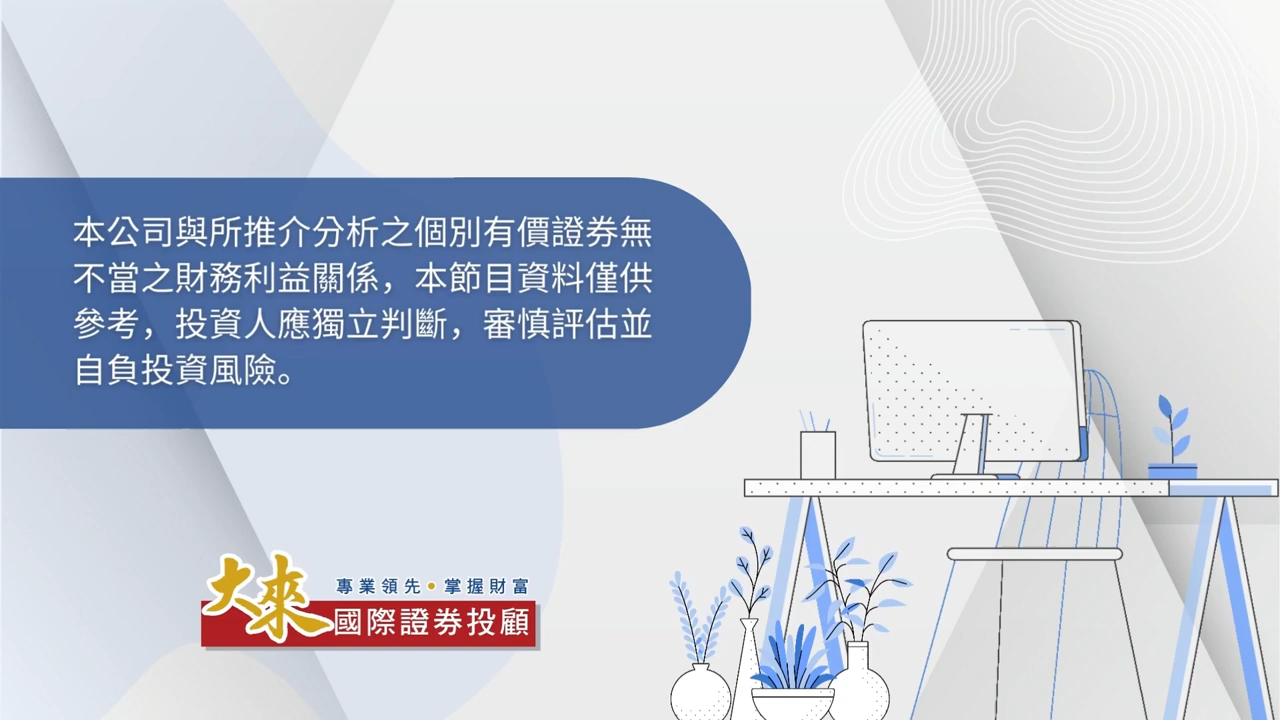 本公司與所推介分析之個別有價證券無
不當之財務利益關係，本節目資料僅供
參考，投資人應獨立判斷，審慎評估並
自負投資風險。
大來
專業領先•掌握財富
國際證券投顧